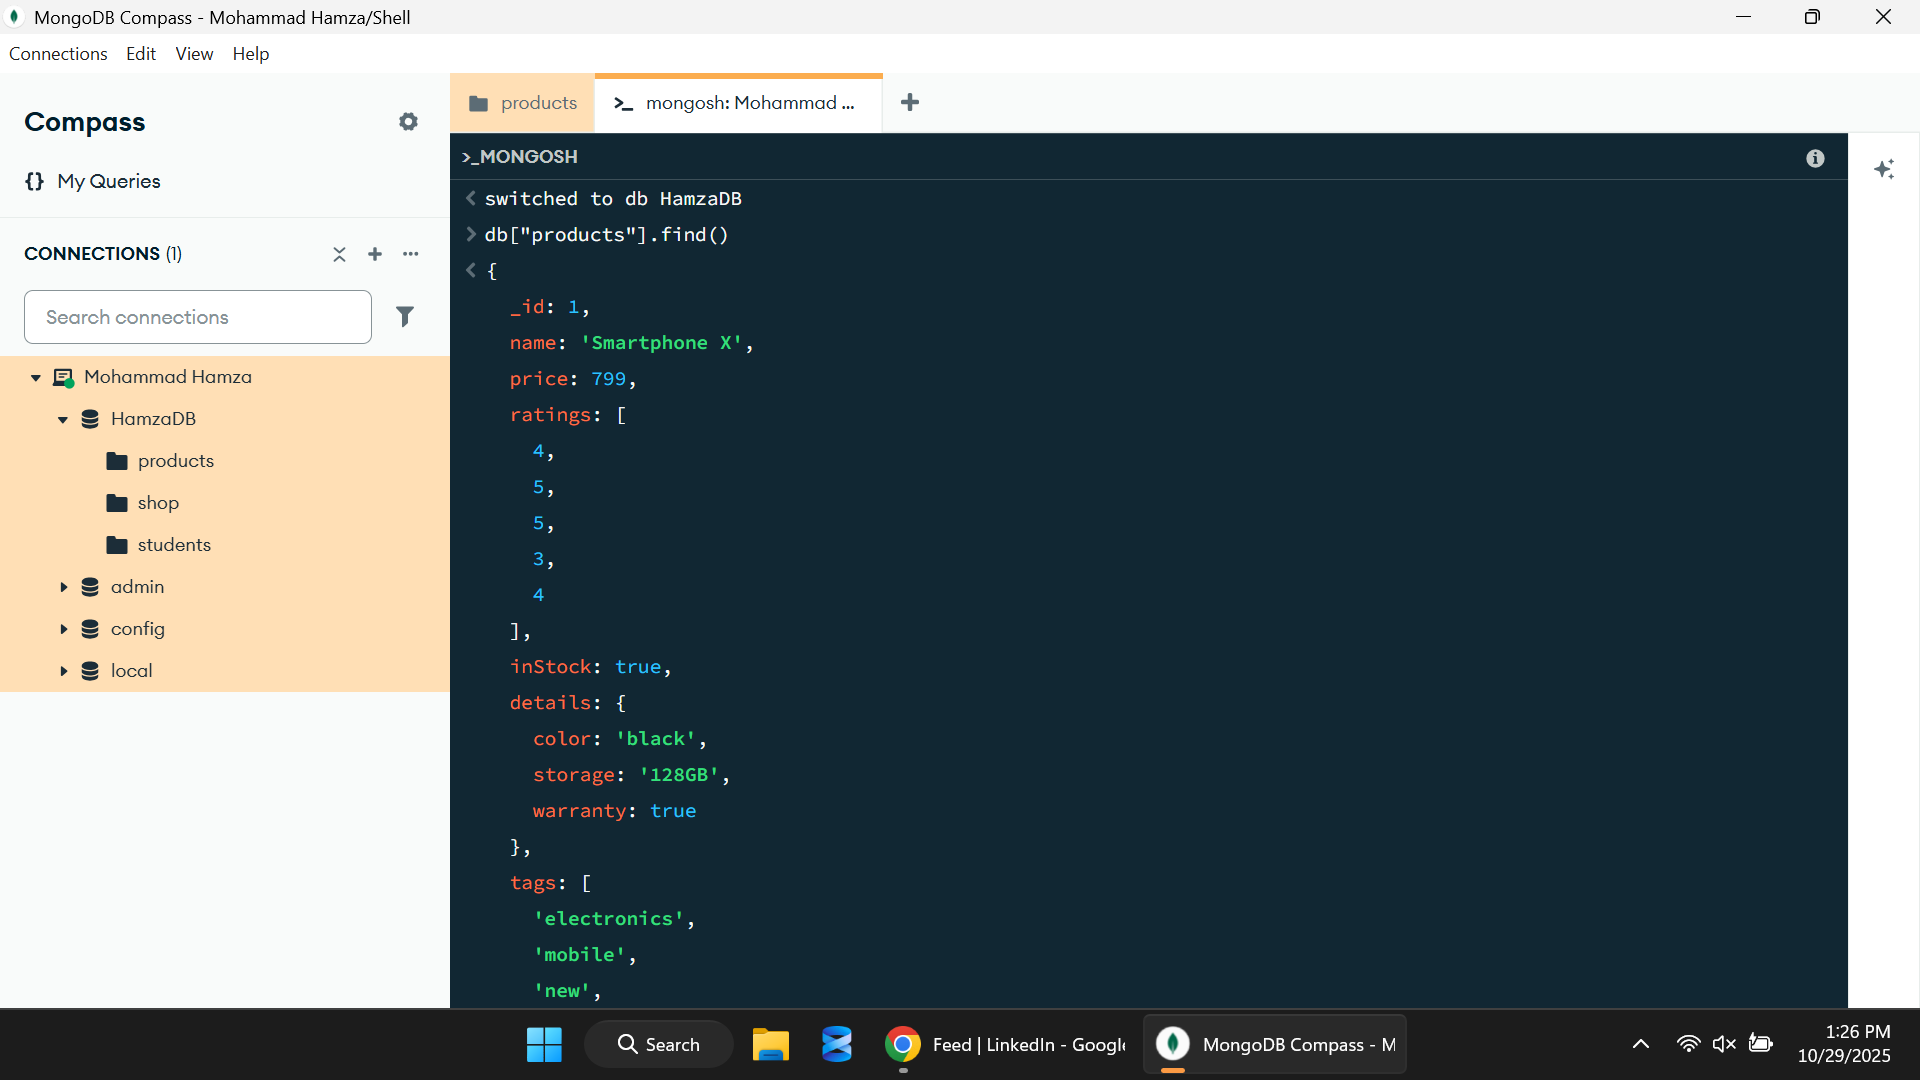 MongoDB Compass - Mohammad Hamza/Shell
Connections Edit View Help
Compass
{} My Queries
CONNECTIONS (1)
Search connections
Mohammad Hamza
HamzaDB
products
shop
students
admin
config
local
products
>_ mongosh: Mohammad ...
>_MONGOSH
< switched to db HamzaDB
> db["products"].find()
< {
_id: 1,
name: 'Smartphone X',
price: 799,
ratings: [
4,
5,
5,
3,
4
],
inStock: true,
details: {
color: 'black',
storage: '128GB',
warranty: true
},
tags: [
'electronics',
'mobile',
'new',
Search
Feed | LinkedIn - Google
MongoDB Compass - M
1:26 PM
10/29/2025